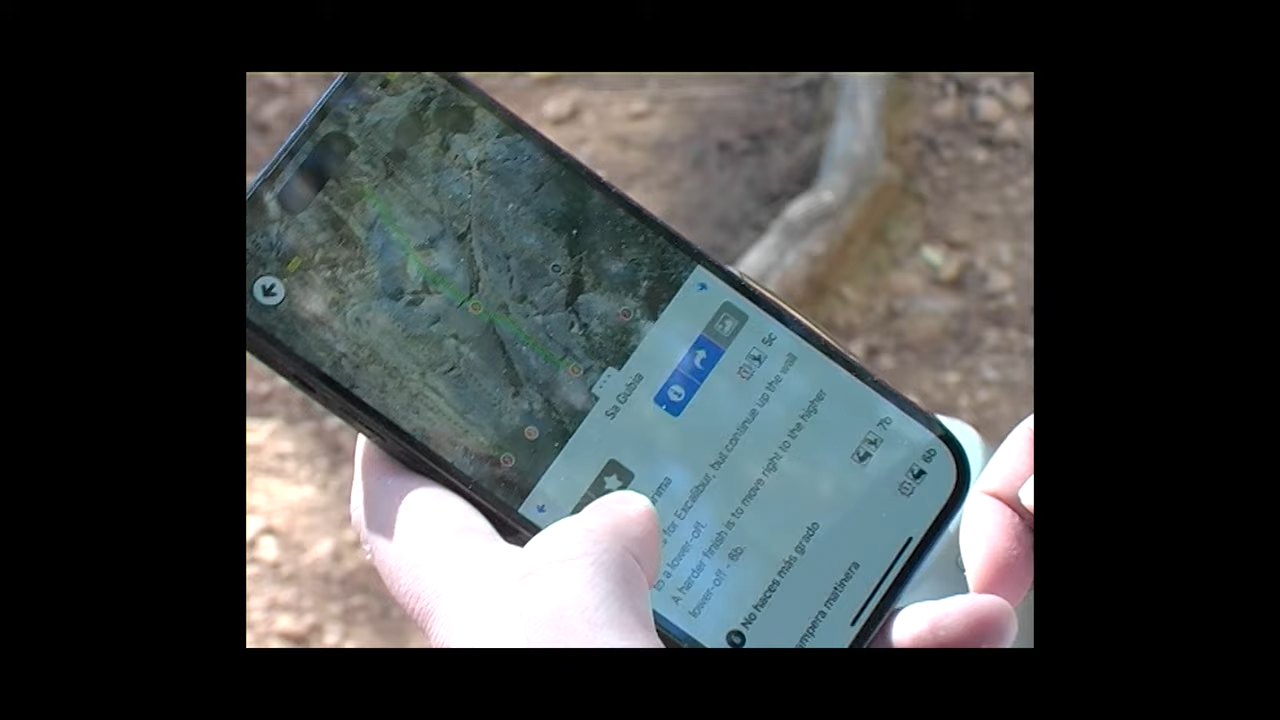 Sa Gubia
5c
for Excalibur, but continue up the wall
to a lower-off.
A harder finish is to move right to the higher
lower-off - 6b.
No haces más grado
7b
matinera
6b